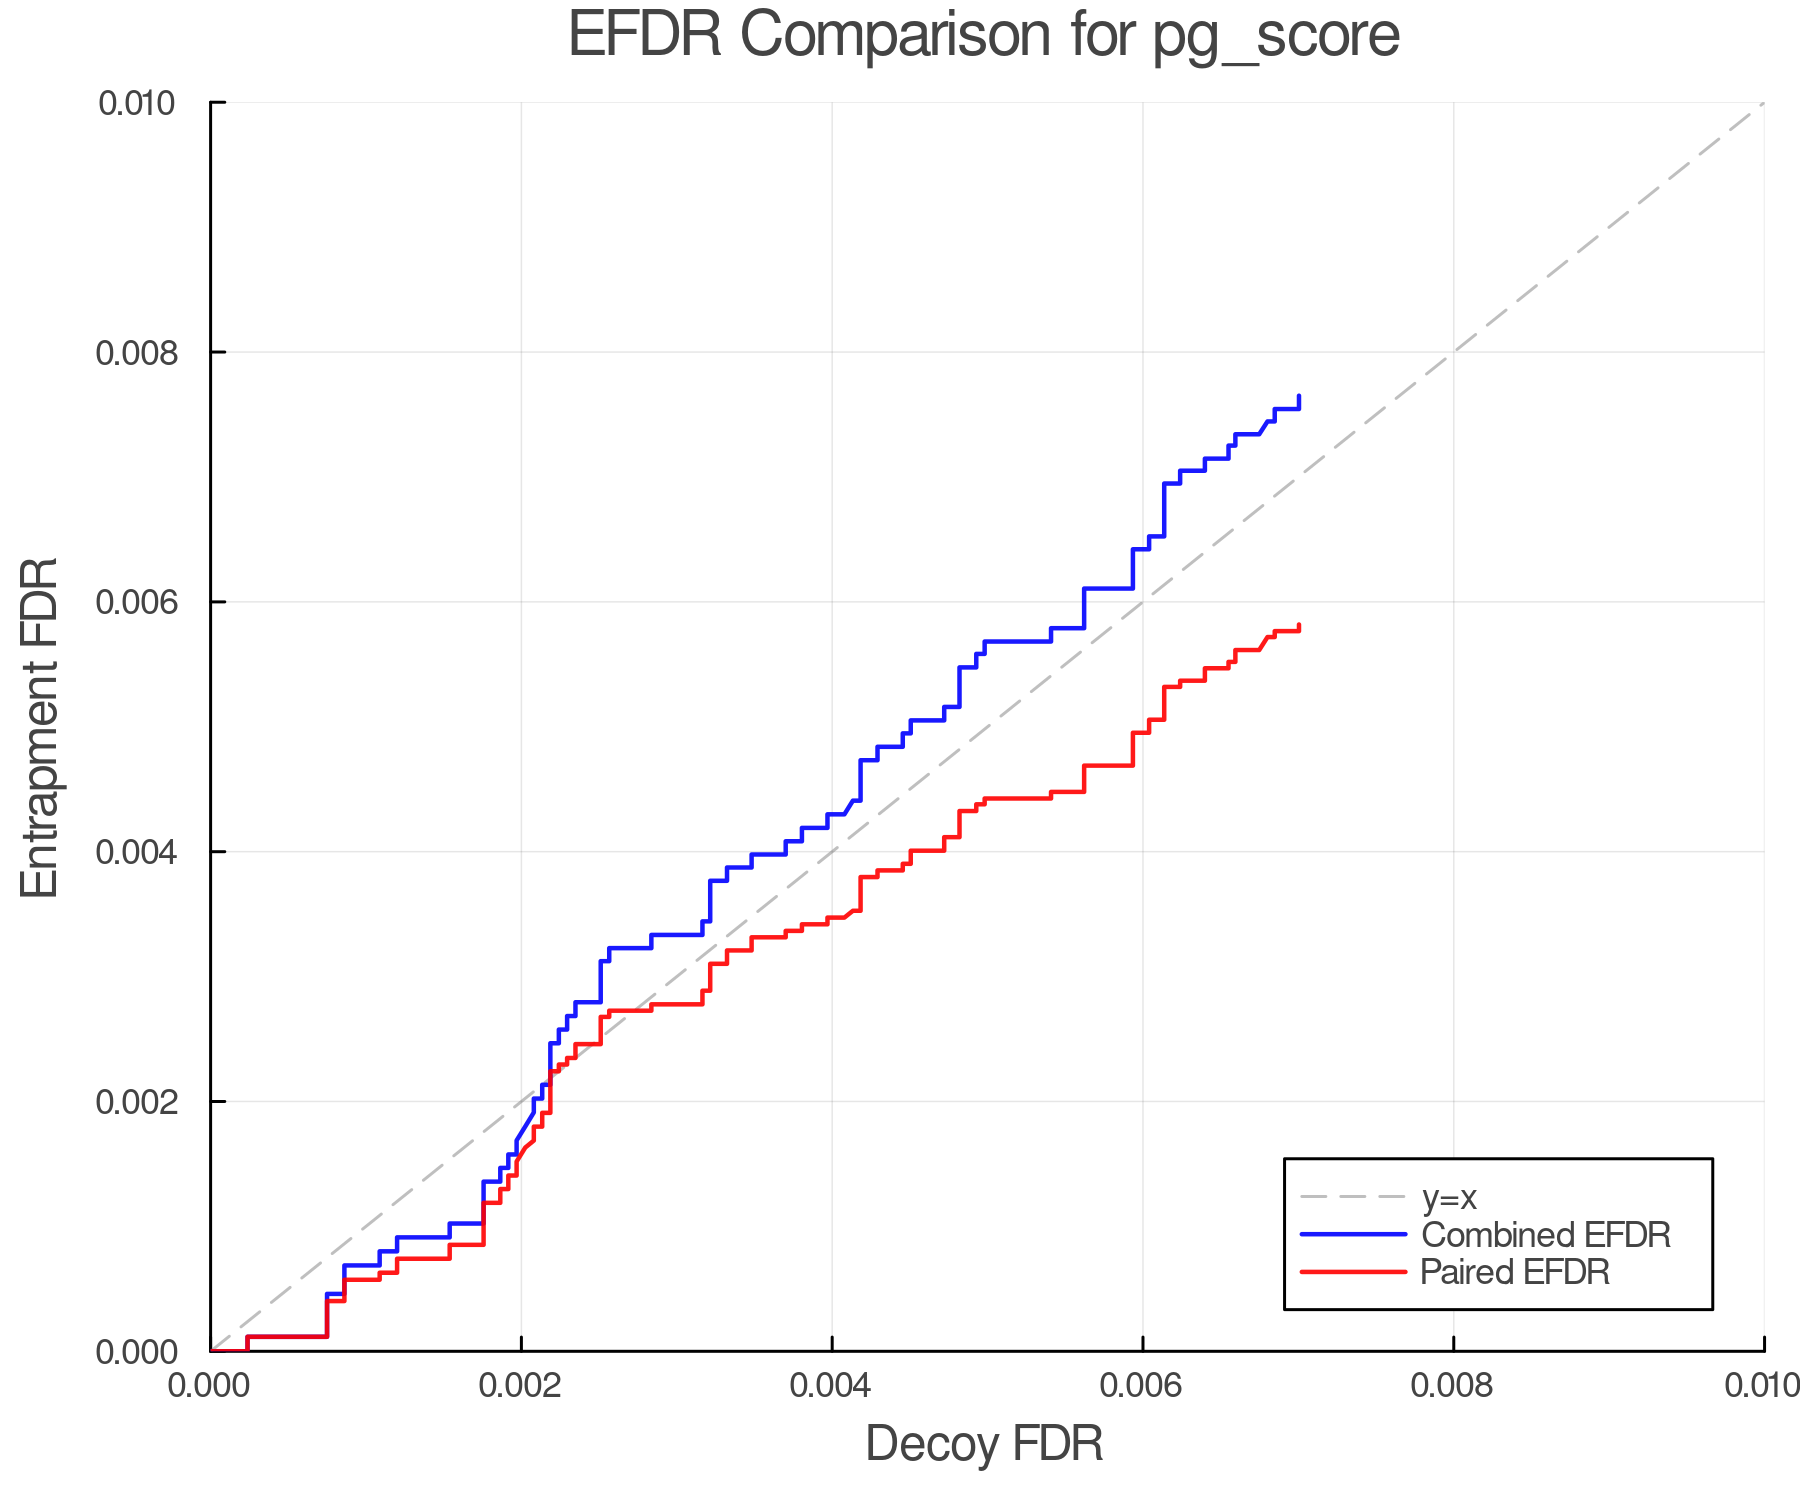 EFDR Comparison for pg_score
0.010
0.008
0.006
0.004
0.002
0.000
Entrapment FDR
y=x
Combined EFDR
Paired EFDR
0.000 0.002 0.004 0.006 0.008 0.010
Decoy FDR